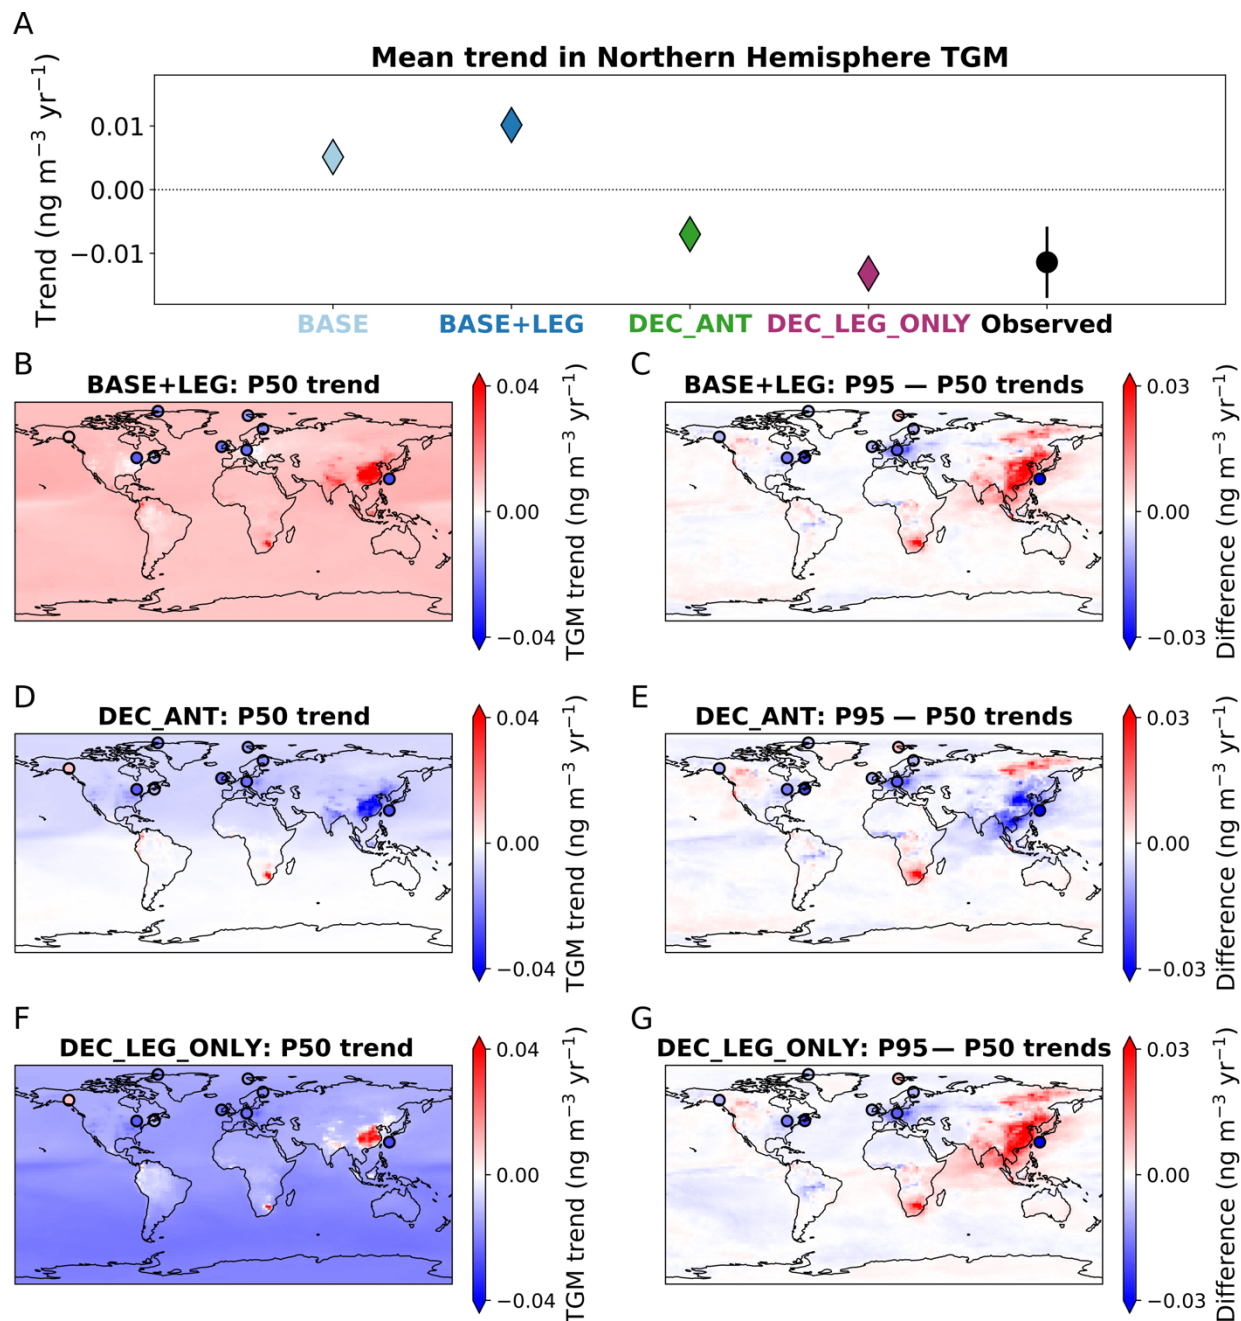 A
Mean trend in Northern Hemisphere TGM
Trend (ng m⁻³ yr⁻¹)
0.01
0.00
−0.01
BASE BASE+LEG DEC_ANT DEC_LEG_ONLY Observed
B
BASE+LEG: P50 trend
0.04
0.00
−0.04
TGM trend (ng m⁻³ yr⁻¹)
C
BASE+LEG: P95 — P50 trends
0.03
0.00
−0.03
Difference (ng m⁻³ yr⁻¹)
D
DEC_ANT: P50 trend
0.04
0.00
−0.04
TGM trend (ng m⁻³ yr⁻¹)
E
DEC_ANT: P95 — P50 trends
0.03
0.00
−0.03
Difference (ng m⁻³ yr⁻¹)
F
DEC_LEG_ONLY: P50 trend
0.04
0.00
−0.04
TGM trend (ng m⁻³ yr⁻¹)
G
DEC_LEG_ONLY: P95— P50 trends
0.03
0.00
−0.03
Difference (ng m⁻³ yr⁻¹)